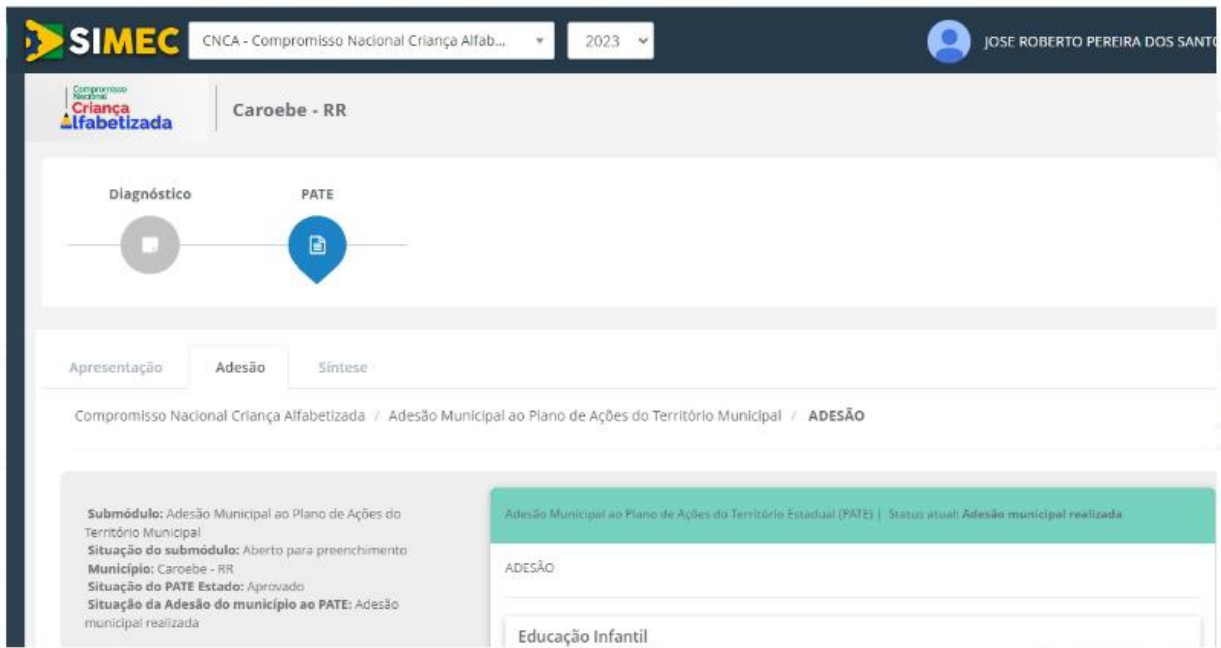 SIMEC
CNCA - Compromisso Nacional Criança Alfab...
2023
JOSE ROBERTO PEREIRA DOS SANTO
Compromisso
Nacional
Criança
Alfabetizada
Caroebe - RR
Diagnóstico
PATE
Apresentação
Adesão
Síntese
Compromisso Nacional Criança Alfabetizada / Adesão Municipal ao Plano de Ações do Território Municipal / ADESÃO
Submódulo: Adesão Municipal ao Plano de Ações do
Território Municipal
Situação do submódulo: Aberto para preenchimento
Município: Caroebe - RR
Situação do PATE Estado: Aprovado
Situação da Adesão do município ao PATE: Adesão
municipal realizada
Adesão Municipal ao Plano de Ações do Território Estadual (PATE) | Status atual: Adesão municipal realizada
ADESÃO
Educação Infantil